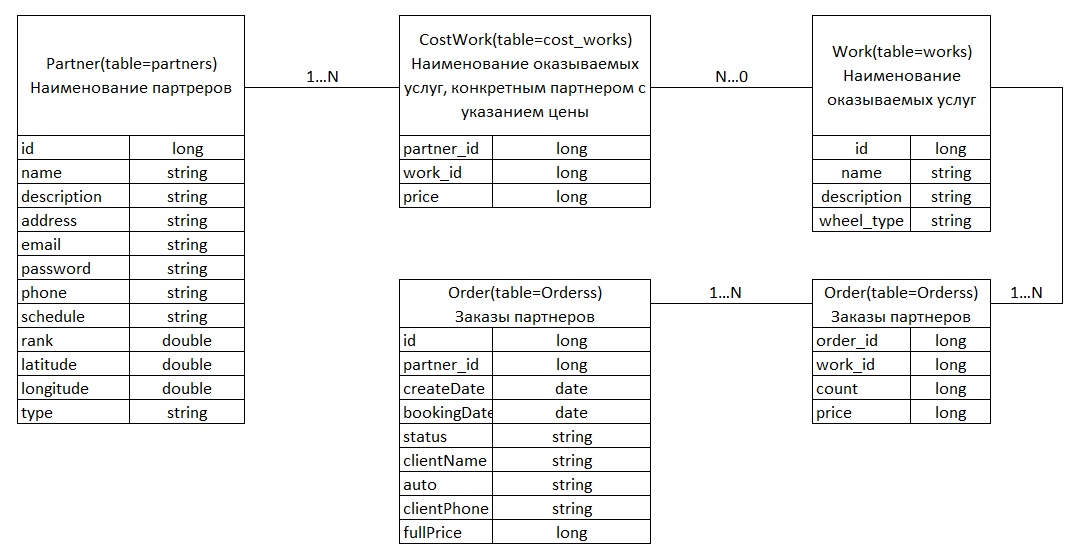 Partner(table=partners)
Наименование партреров
id long
name string
description string
address string
email string
password string
phone string
schedule string
rank double
latitude double
longitude double
type string
1...N
CostWork(table=cost_works)
Наименование оказываемых
услуг, конкретным партнером с
указанием цены
partner_id long
work_id long
price long
N...0
Work(table=works)
Наименование
оказываемых услуг
id long
name string
description string
wheel_type string
Order(table=Orderss)
Заказы партнеров
id long
partner_id long
createDate date
bookingDate date
status string
clientName string
auto string
clientPhone string
fullPrice long
1...N
Order(table=Orderss)
Заказы партнеров
order_id long
work_id long
count long
price long
1...N